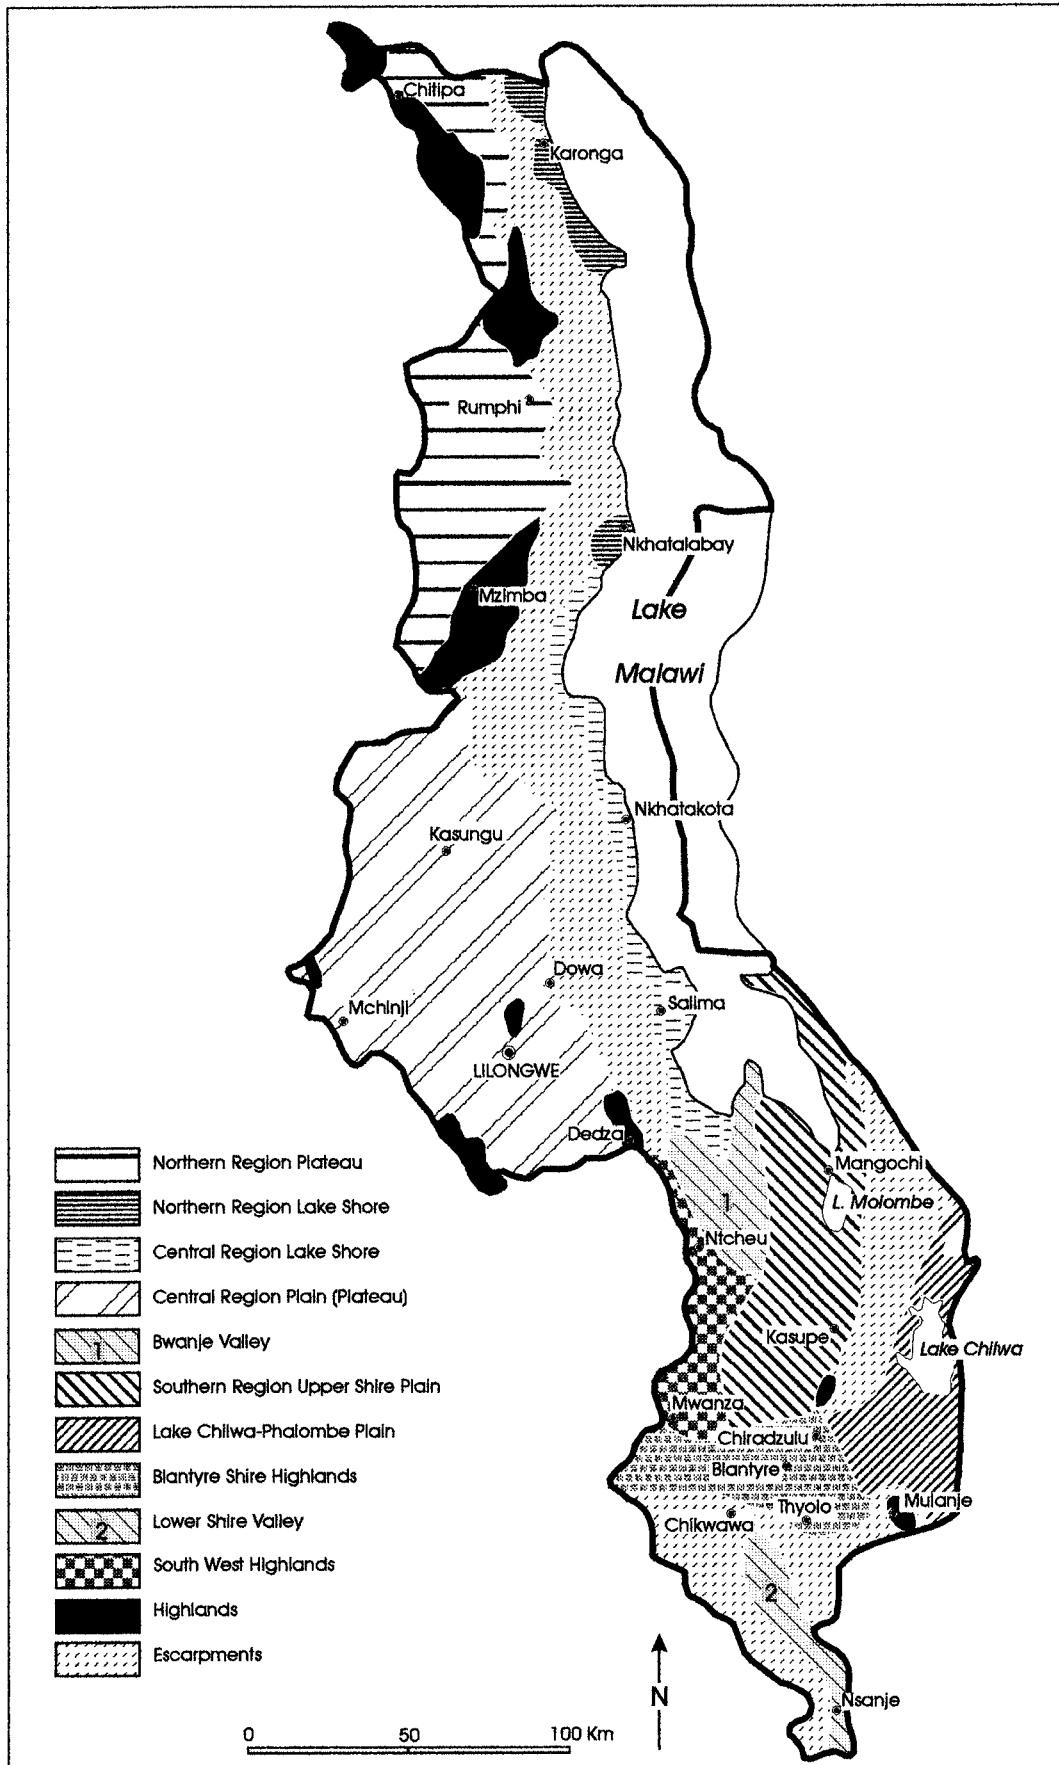 Chitipa
Karonga
Rumphi
Nkhatalabay
Mzimba
Lake
Malawi
Nkhatakota
Kasungu
Dowa
Salima
Mchinji
LILONGWE
Dedza
Mangochi
L. Molombe
1
Ntcheu
Kasupe
Lake Chilwa
Mwanza
Chiradzulu
Blantyre
Thyolo
Mulanje
Chikwawa
2
Nsanje
Northern Region Plateau
Northern Region Lake Shore
Central Region Lake Shore
Central Region Plain (Plateau)
1 Bwanje Valley
Southern Region Upper Shire Plain
Lake Chilwa-Phalombe Plain
Blantyre Shire Highlands
2 Lower Shire Valley
South West Highlands
Highlands
Escarpments
N
0 50 100 Km